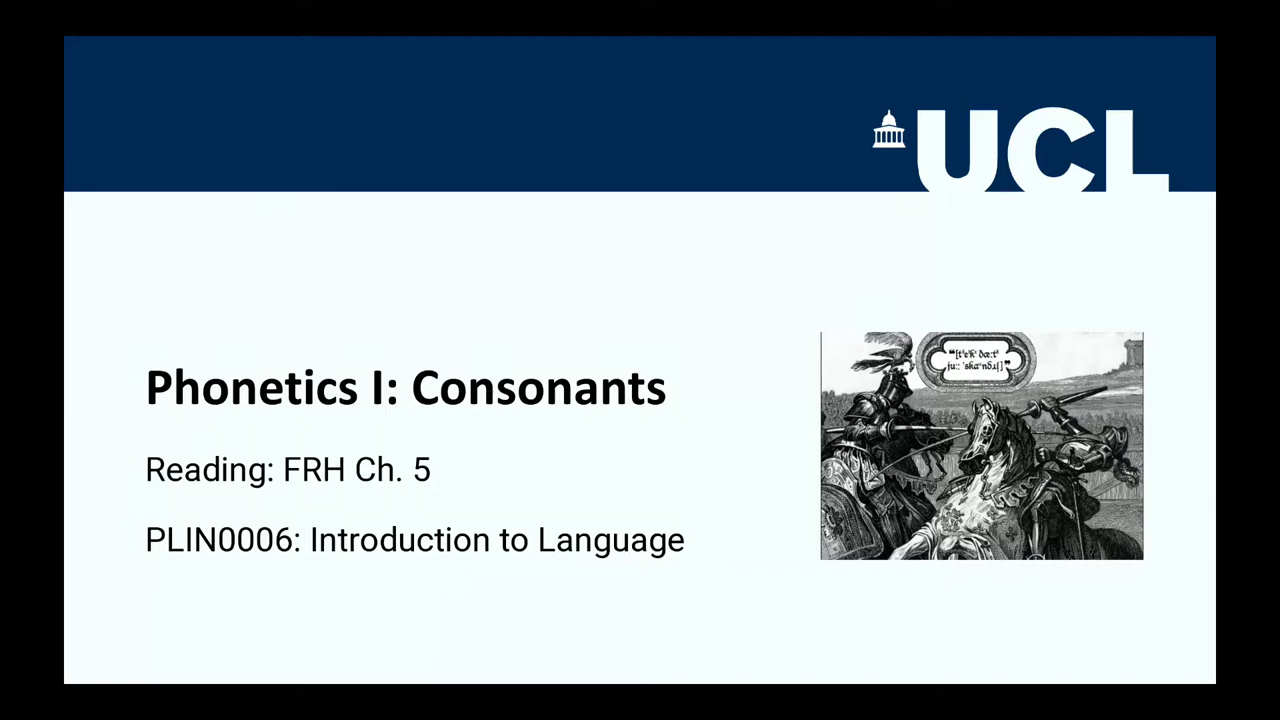 UCL
Phonetics I: Consonants
Reading: FRH Ch. 5
PLIN0006: Introduction to Language